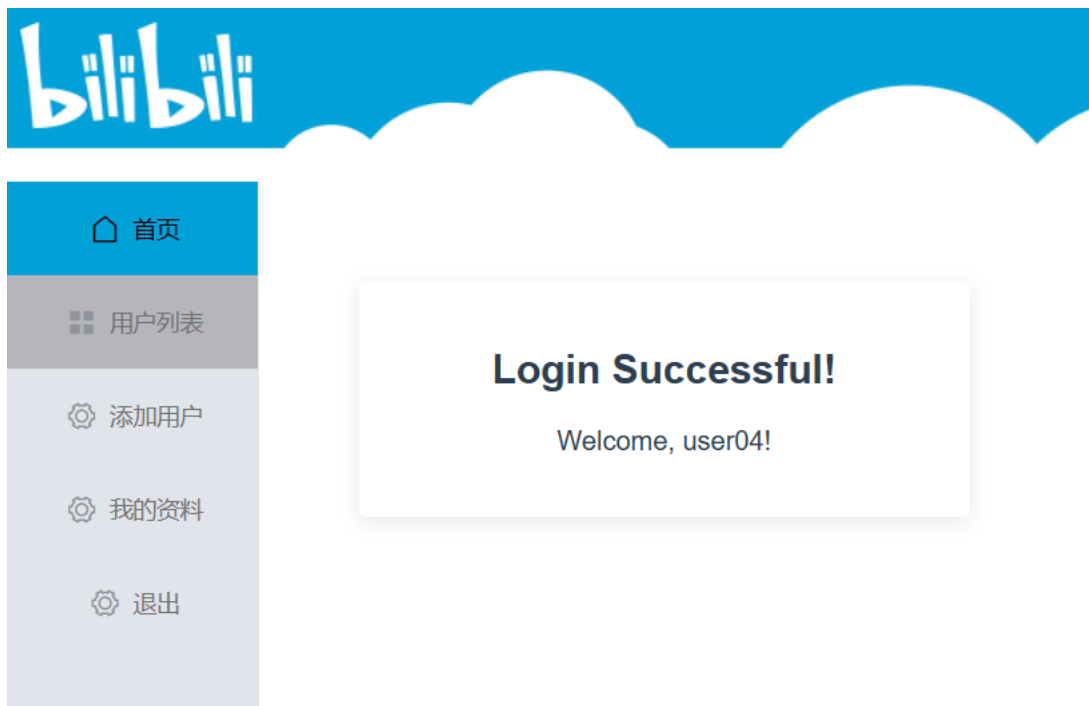 bilibili
首页
用户列表
添加用户
我的资料
退出
Login Successful!
Welcome, user04!